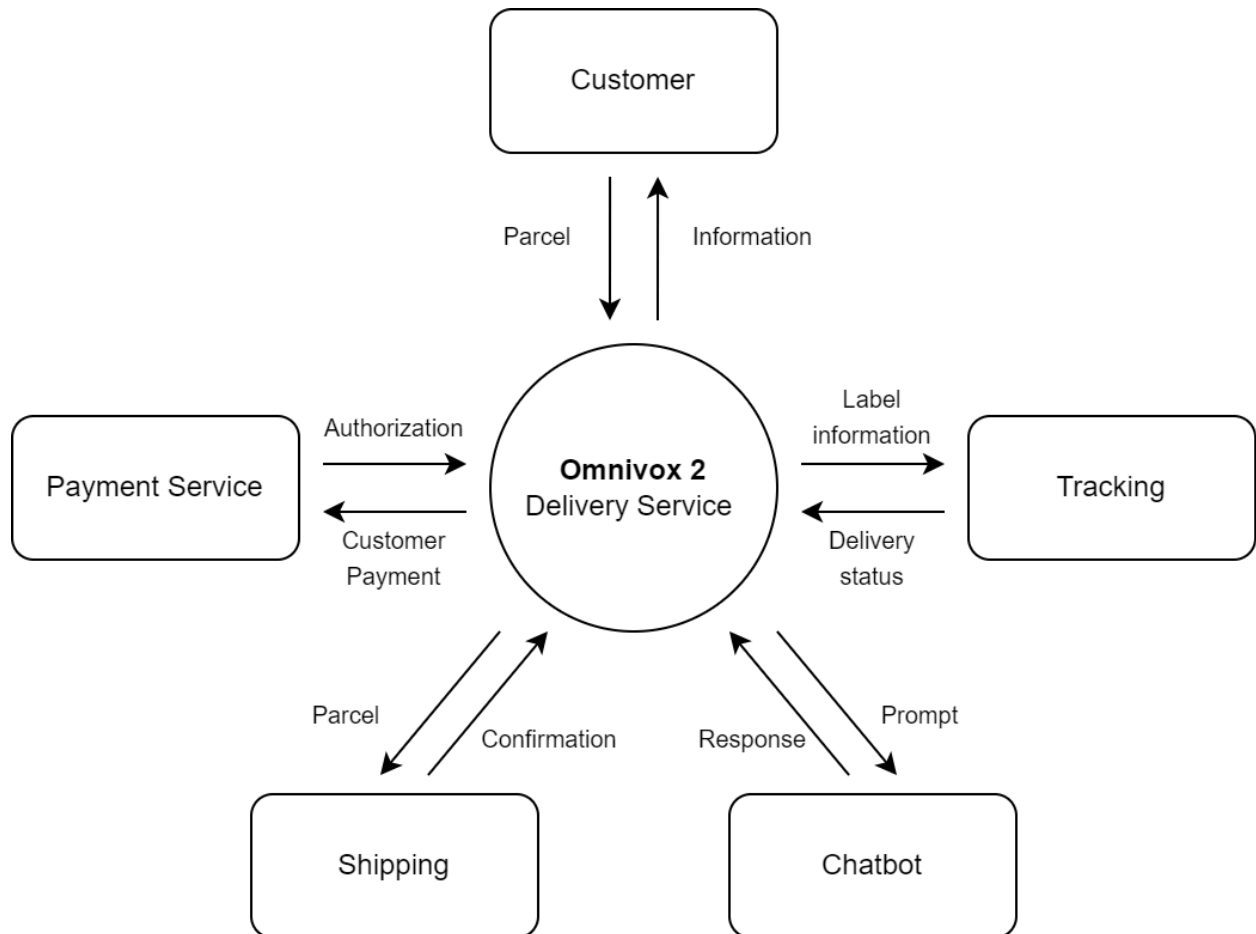 Customer
Parcel
Information
Authorization
Label
information
Payment Service
Omnivox 2
Delivery Service
Tracking
Customer
Payment
Delivery
status
Parcel
Confirmation
Response
Prompt
Shipping
Chatbot